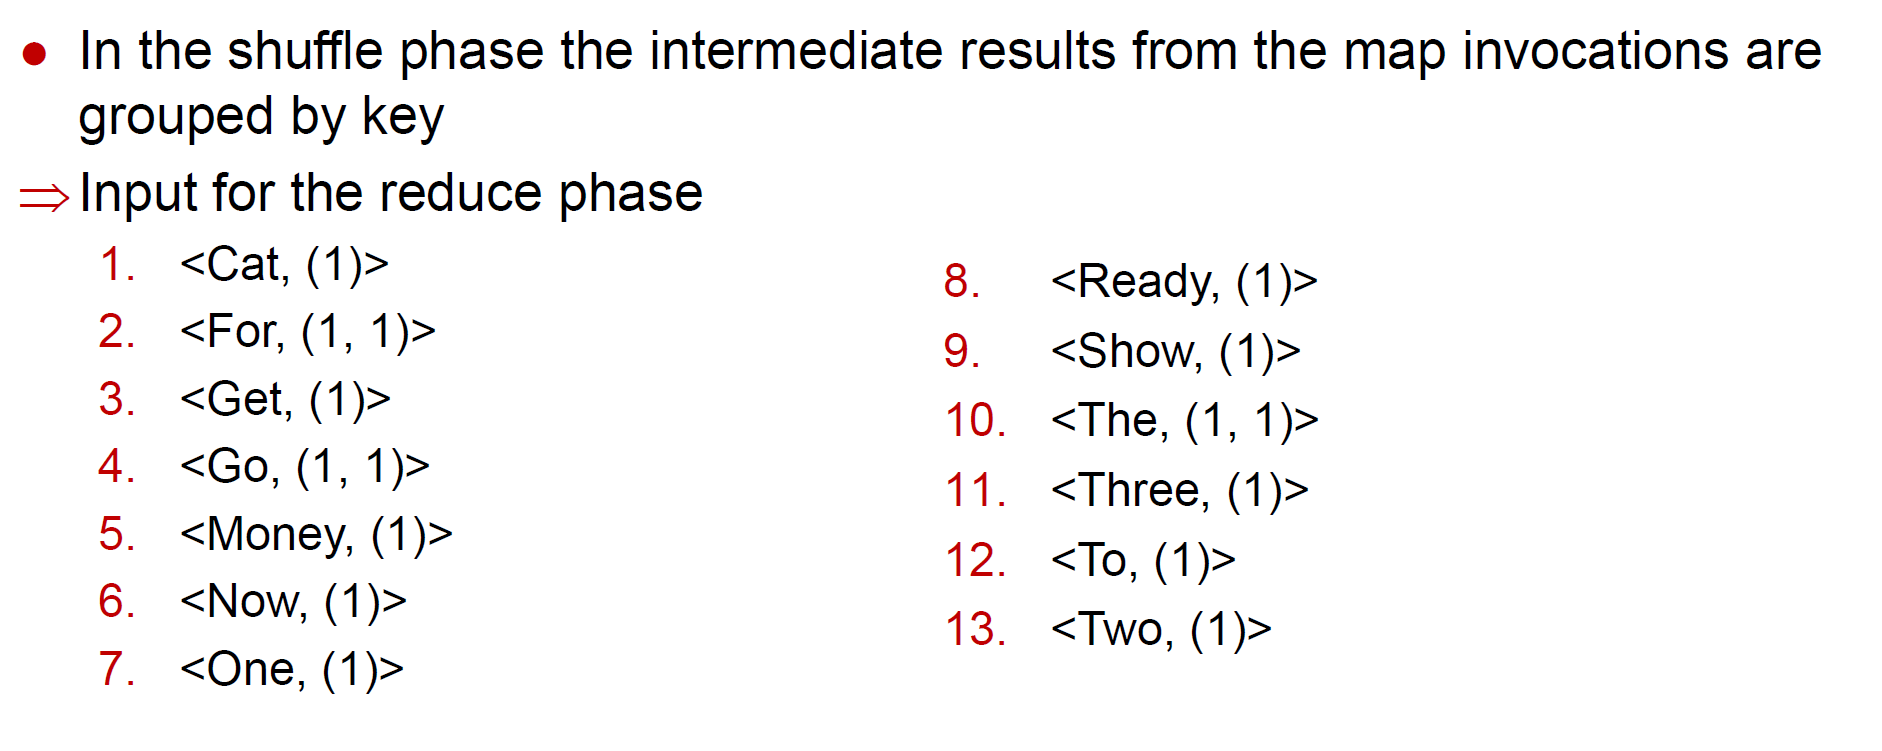 ● In the shuffle phase the intermediate results from the map invocations are
grouped by key
⇒ Input for the reduce phase
1. <Cat, (1)>
2. <For, (1, 1)>
3. <Get, (1)>
4. <Go, (1, 1)>
5. <Money, (1)>
6. <Now, (1)>
7. <One, (1)>
8. <Ready, (1)>
9. <Show, (1)>
10. <The, (1, 1)>
11. <Three, (1)>
12. <To, (1)>
13. <Two, (1)>